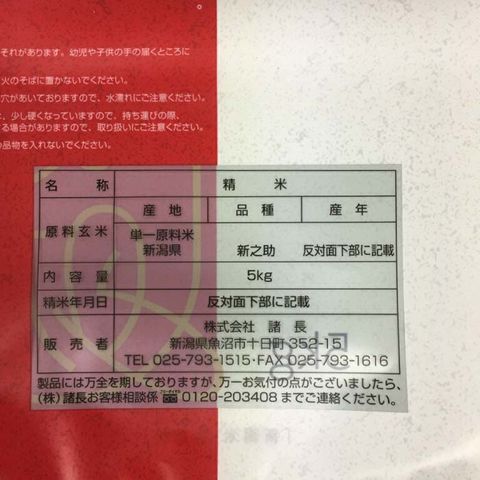 。
それがあります。幼児や子供の手の届くところに
火のそばに置かないでください。
穴があいておりますので、水濡れにご注意ください。
、少し硬くなっていますので、持ち運びの際、
る場合がありますので、取り扱いにご注意ください。
品物を入れないでください。
名 称 精 米
原料玄米 産 地 品 種 産 年
単一原料米
新潟県 新之助 反対面下部に記載
内 容 量 5kg
精米年月日 反対面下部に記載
販 売 者 株式会社 諸 長
新潟県魚沼市十日町352-15
TEL 025-793-1515・FAX 025-793-1616
製品には万全を期しておりますが、万一お気付の点がございましたら、
(株)諸長お客様相談係 0120-203408 までご連絡ください。